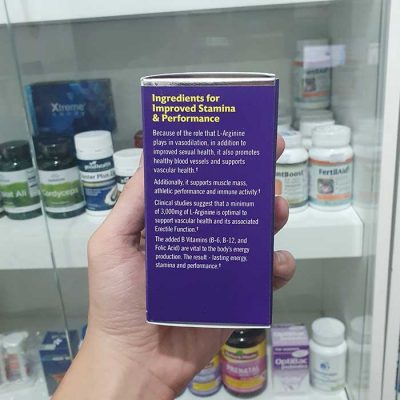 Ingredients for
Improved Stamina
& Performance
Because of the role that L-Arginine
plays in vasodilation, in addition to
improved sexual health, it also promotes
healthy blood vessels and supports
vascular health.†
Additionally, it supports muscle mass,
athletic performance and immune activity.†
Clinical studies suggest that a minimum
of 3,000mg of L-Arginine is optimal to
support vascular health and its associated
Erectile Function.†
The added B Vitamins (B-6, B-12, and
Folic Acid) are vital to the body's energy
production. The result - lasting energy,
stamina and performance.†
Xtreme
Cordyceps
goodhealth
FertilAid
Boost
PRENATAL
OptiBac